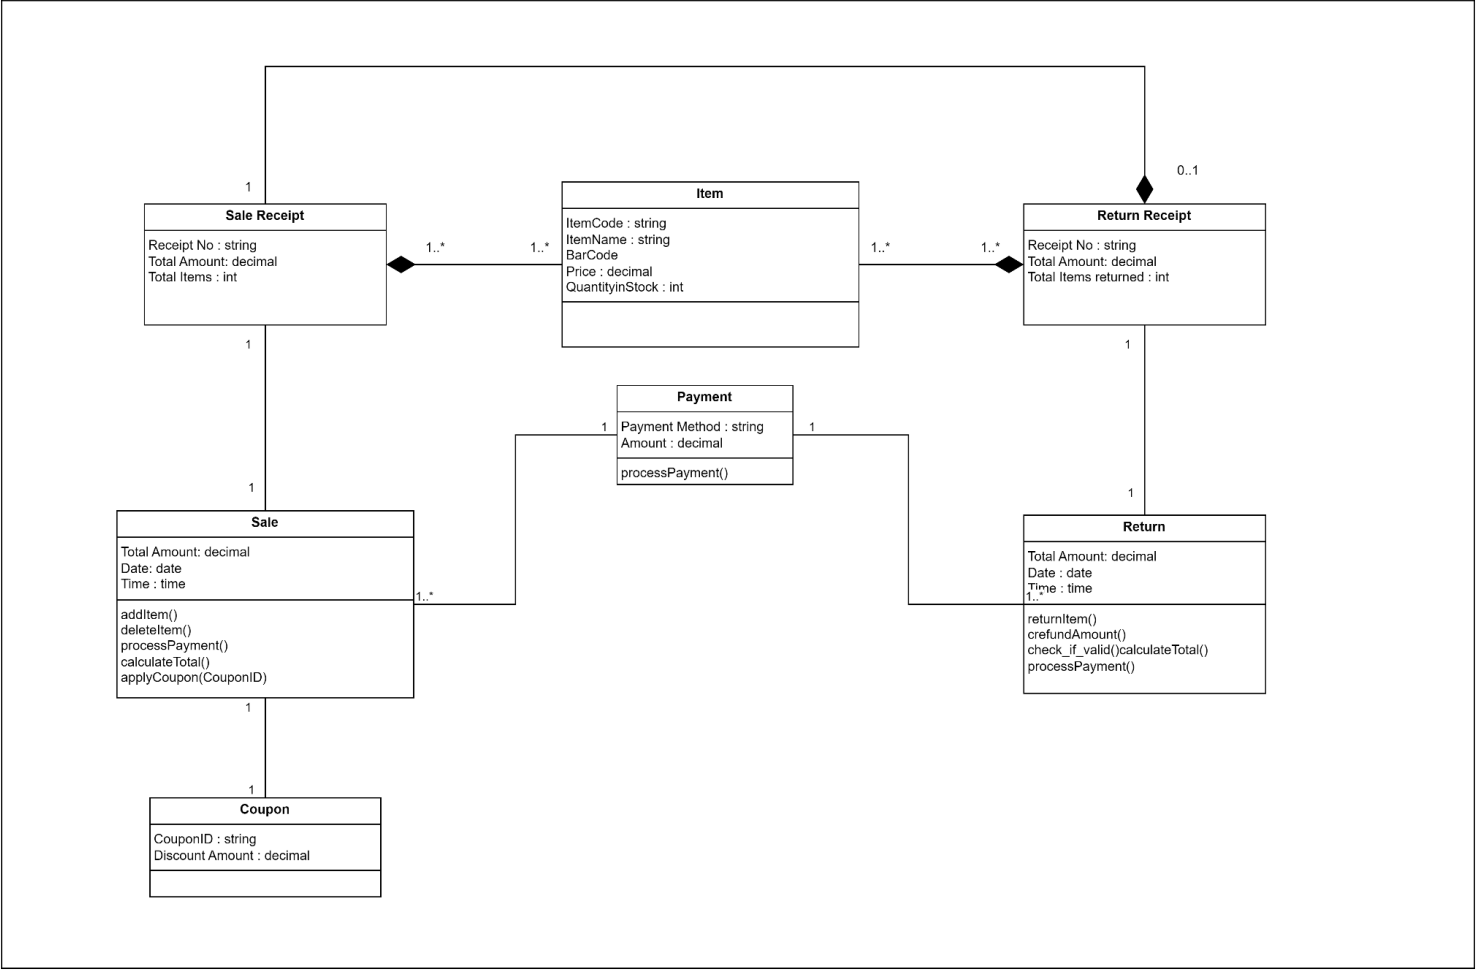 0..1
1
Sale Receipt
Receipt No : string
Total Amount: decimal
Total Items : int
1..*
1..*
Item
ItemCode : string
ItemName : string
BarCode
Price : decimal
QuantityinStock : int
1..*
1..*
Return Receipt
Receipt No : string
Total Amount: decimal
Total Items returned : int
1
1
Payment
Payment Method : string
Amount : decimal
processPayment()
1
1
1
1
Sale
Total Amount: decimal
Date: date
Time : time
addItem()
deleteItem()
processPayment()
calculateTotal()
applyCoupon(CouponID)
1..*
Return
Total Amount: decimal
Date : date
Time : time
1..*
returnItem()
crefundAmount()
check_if_valid()calculateTotal()
processPayment()
1
1
Coupon
CouponID : string
Discount Amount : decimal